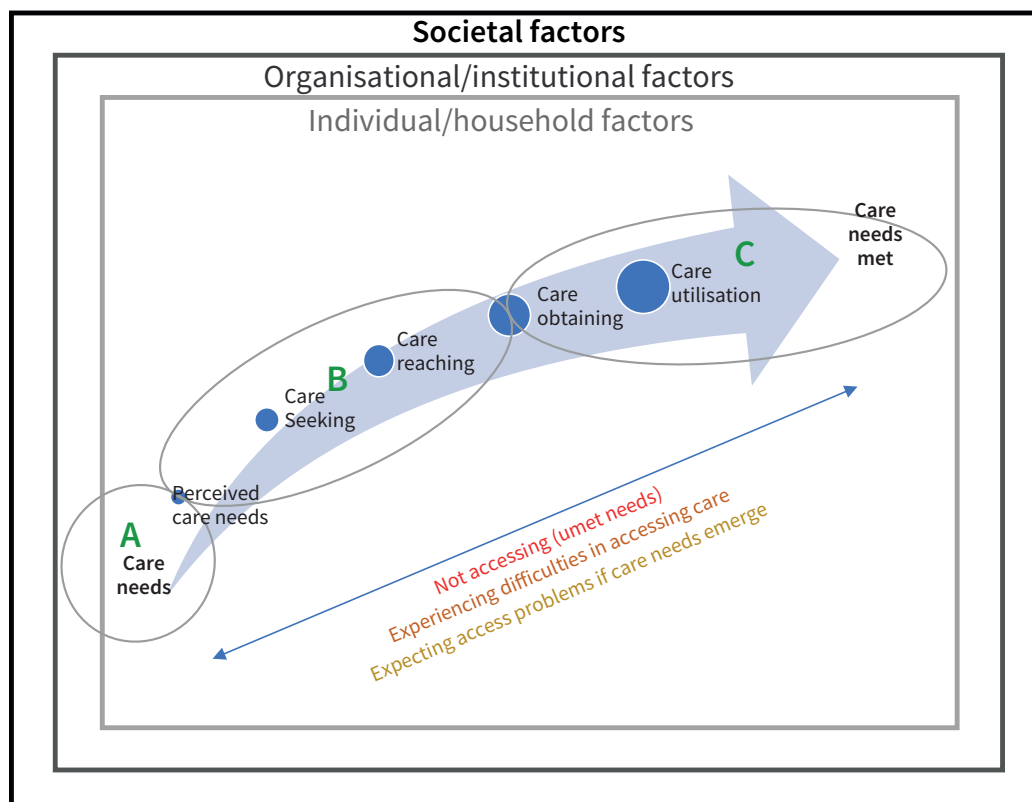 Societal factors
Organisational/institutional factors
Individual/household factors
Care
needs
met
C
Care
utilisation
Care
obtaining
Care
reaching
B
Care
Seeking
Perceived
care needs
A
Care
needs
Not accessing (umet needs)
Experiencing difficulties in accessing care
Expecting access problems if care needs emerge